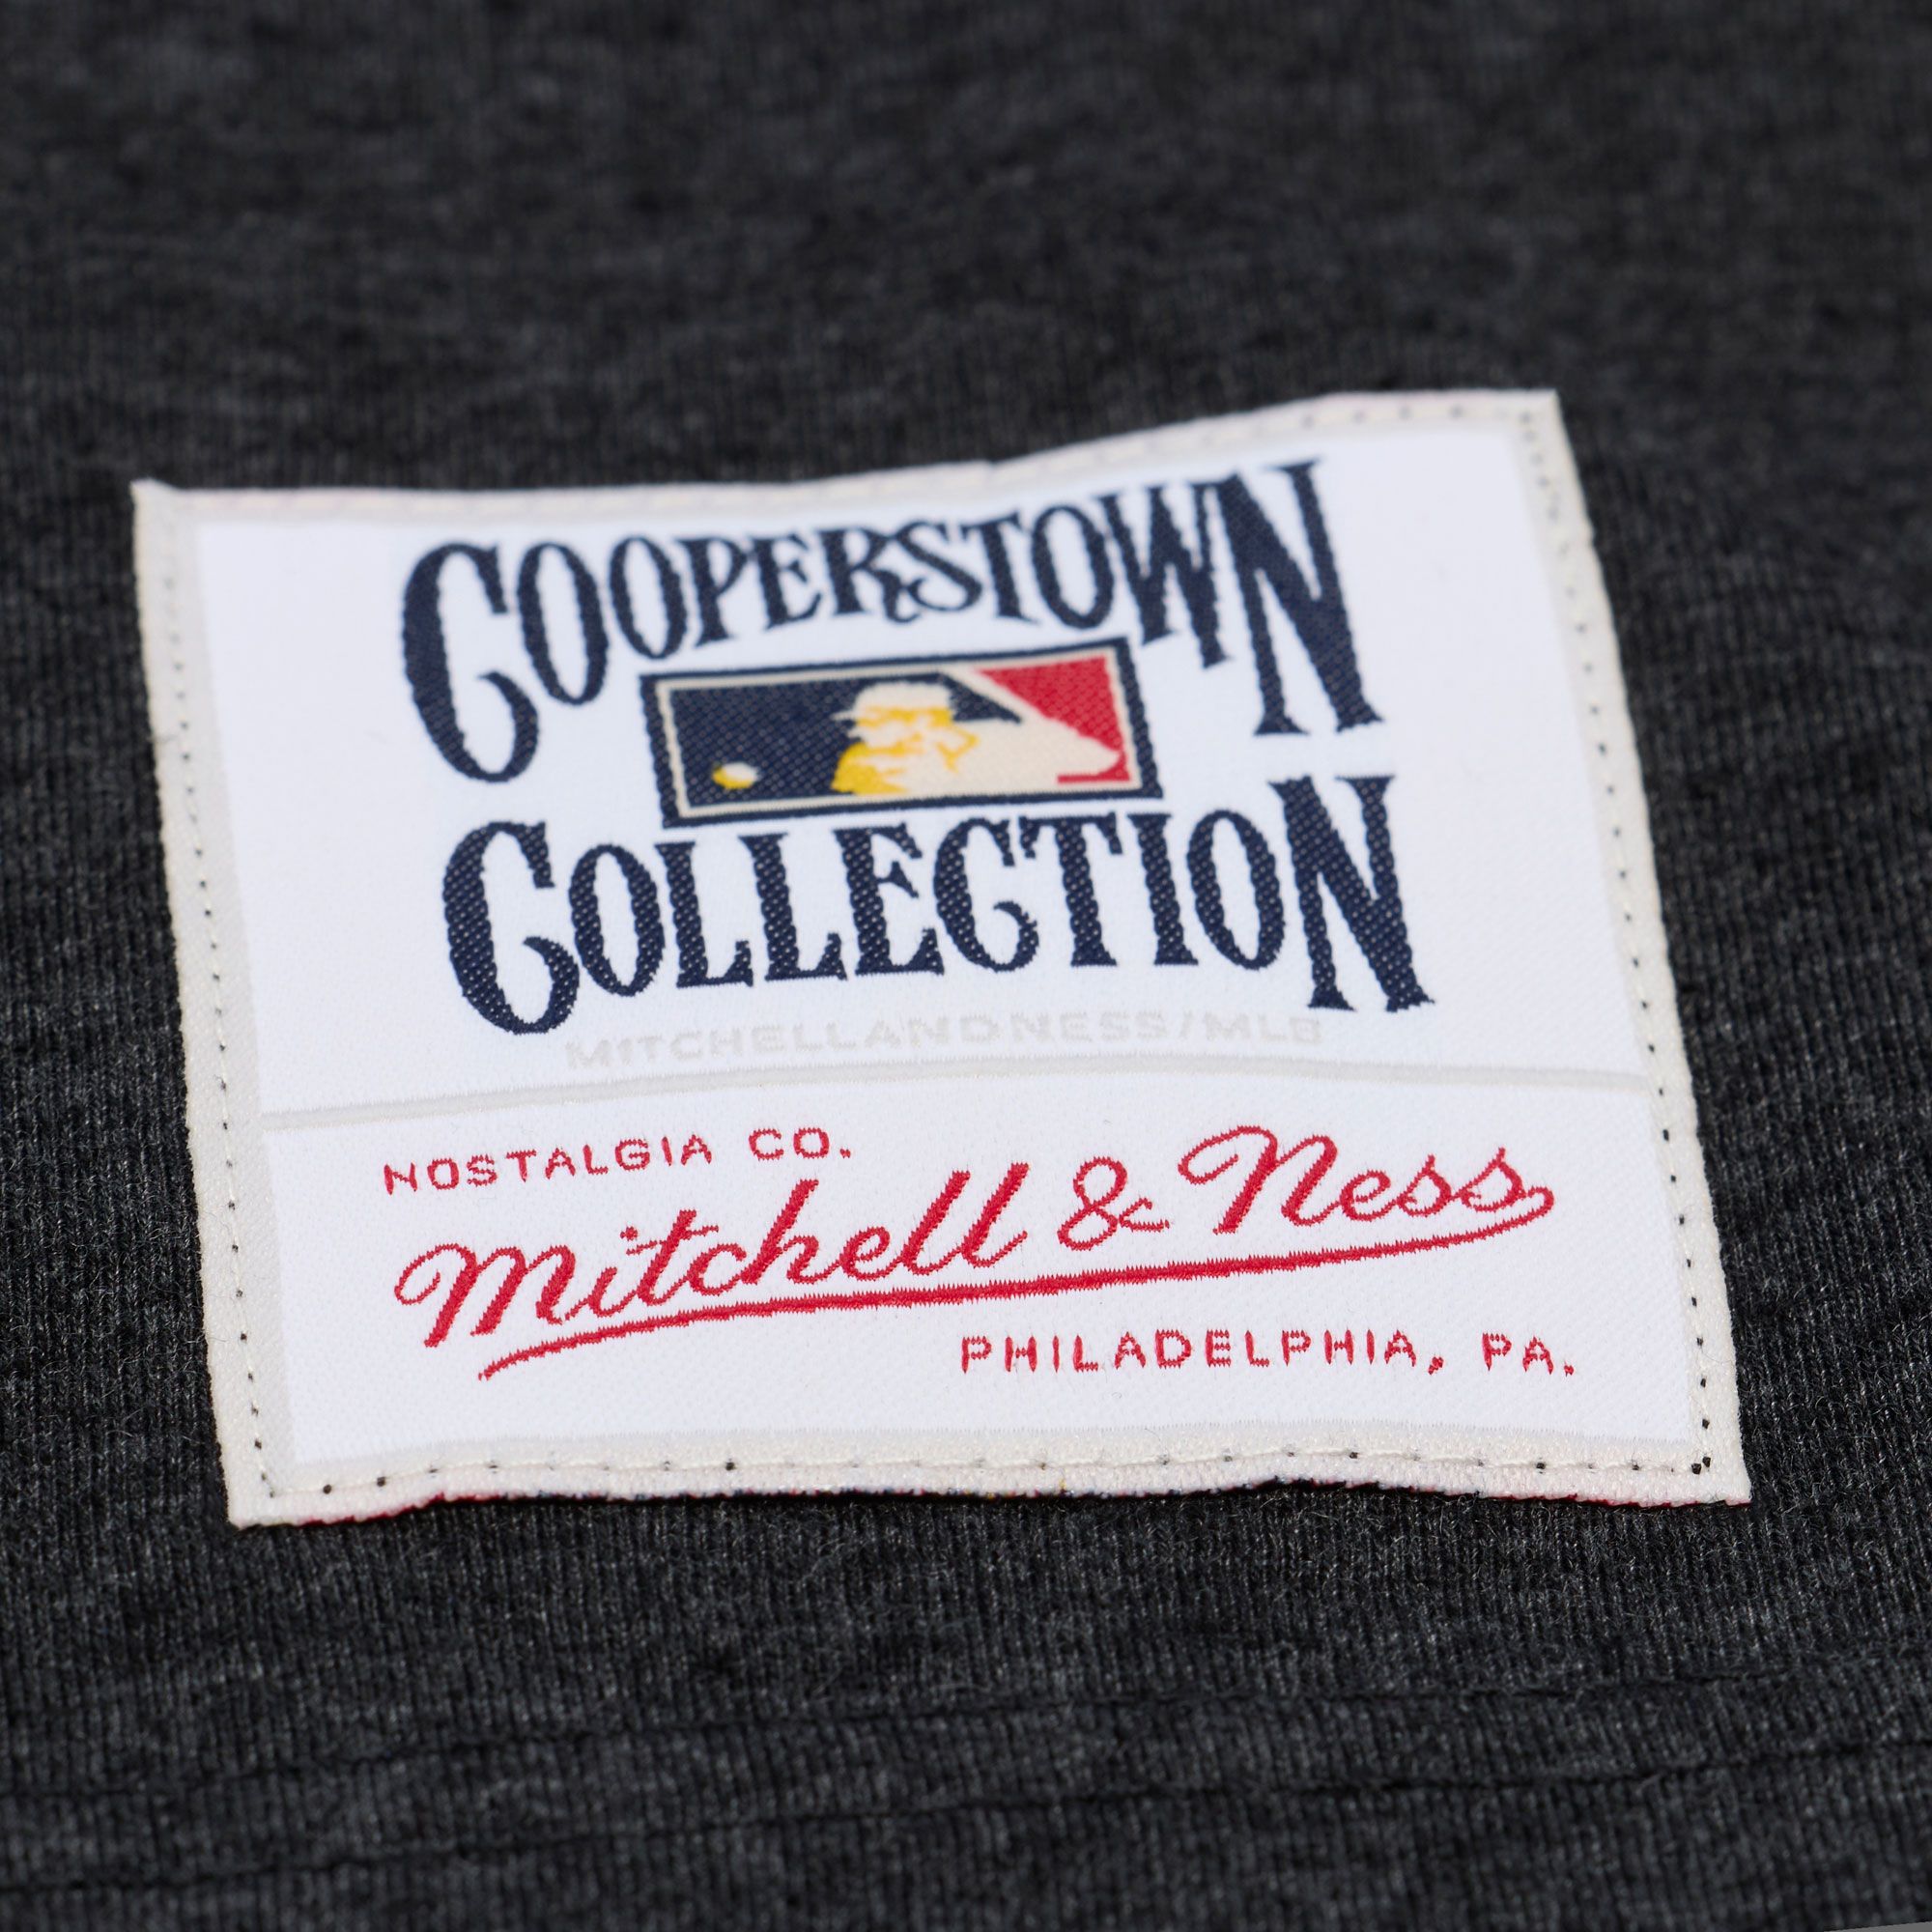 COOPERSTOWN
COLLECTION
MITCHELLANDNESS/MLB
NOSTALGIA CO.
Mitchell & Ness
PHILADELPHIA, PA.